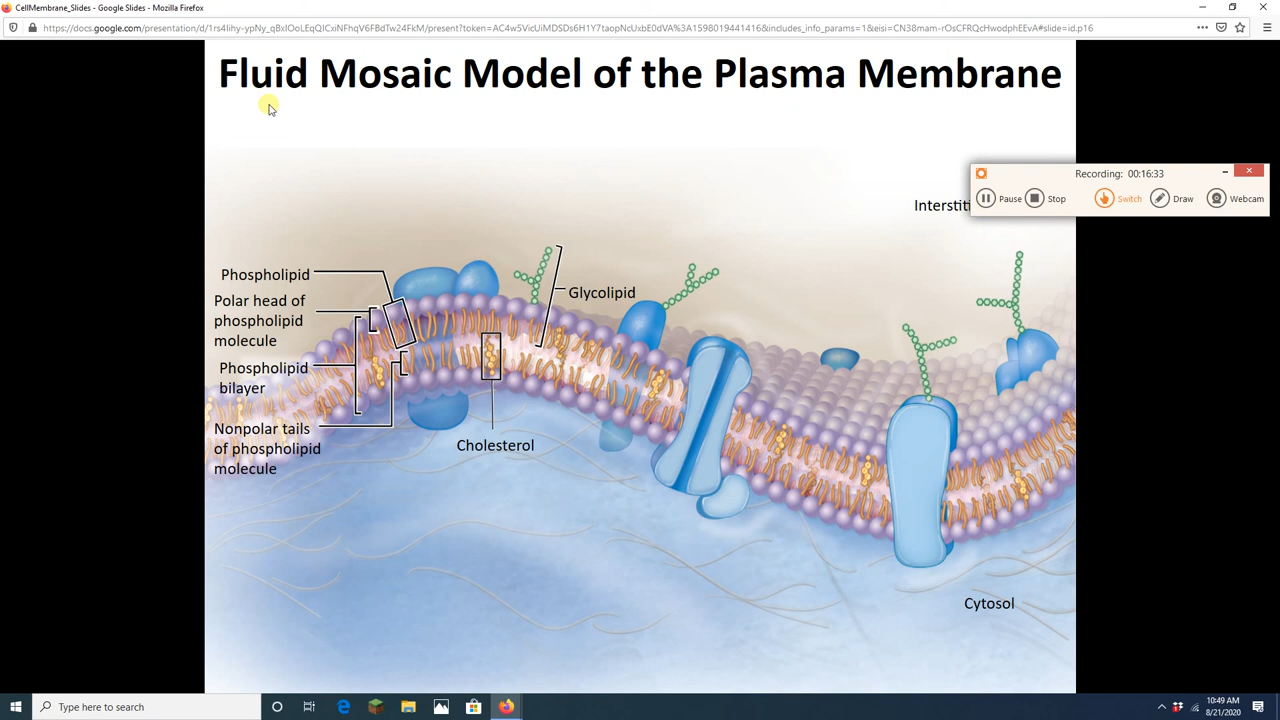 CellMembrane_Slides - Google Slides - Mozilla Firefox
Fluid Mosaic Model of the Plasma Membrane
Recording: 00:16:33
Pause Stop Switch Draw Webcam
Interstiti
Phospholipid
Polar head of
phospholipid
molecule
Glycolipid
Phospholipid
bilayer
Nonpolar tails
of phospholipid
molecule
Cholesterol
Cytosol
Type here to search
10:49 AM
8/21/2020